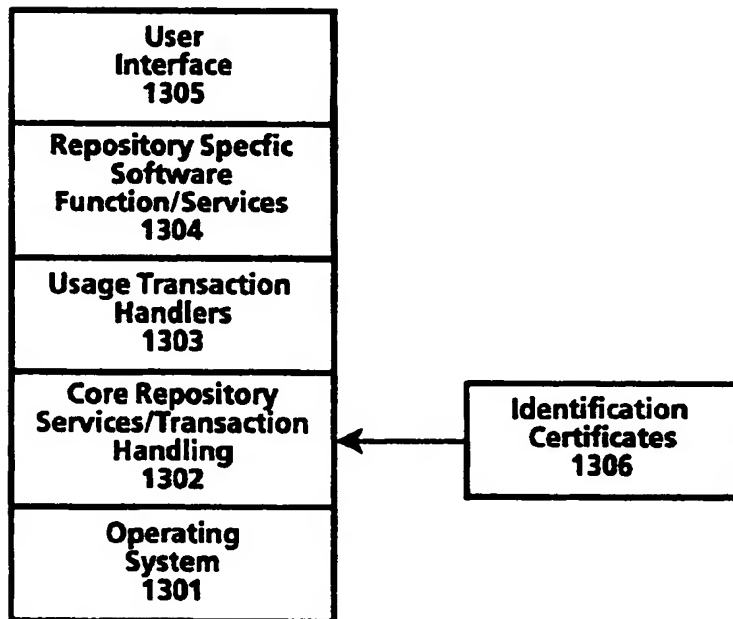 User
Interface
1305
Repository Specfic
Software
Function/Services
1304
Usage Transaction
Handlers
1303
Core Repository
Services/Transaction
Handling
1302
Identification
Certificates
1306
Operating
System
1301